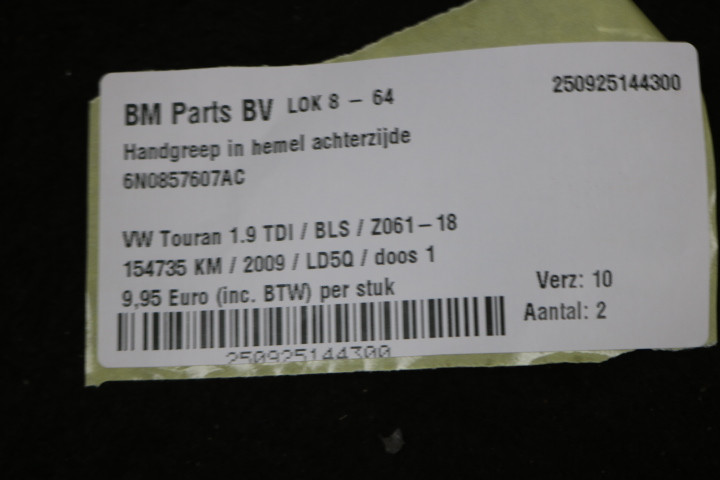 BM Parts BV LOK 8 – 64 250925144300
Handgreep in hemel achterzijde
6N0857607AC
VW Touran 1.9 TDI / BLS / Z061–18
154735 KM / 2009 / LD5Q / doos 1
9,95 Euro (inc. BTW) per stuk Verz: 10
Aantal: 2
250925144300